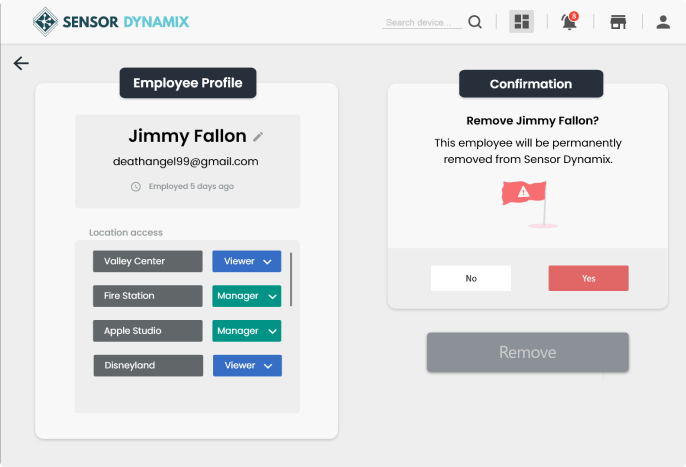 SENSOR DYNAMIX
Search device...
8
Employee Profile
Jimmy Fallon
deathangel99@gmail.com
Employed 5 days ago
Location access
Valley Center Viewer
Fire Station Manager
Apple Studio Manager
Disneyland Viewer
Confirmation
Remove Jimmy Fallon?
This employee will be permanently
removed from Sensor Dynamix.
No Yes
Remove